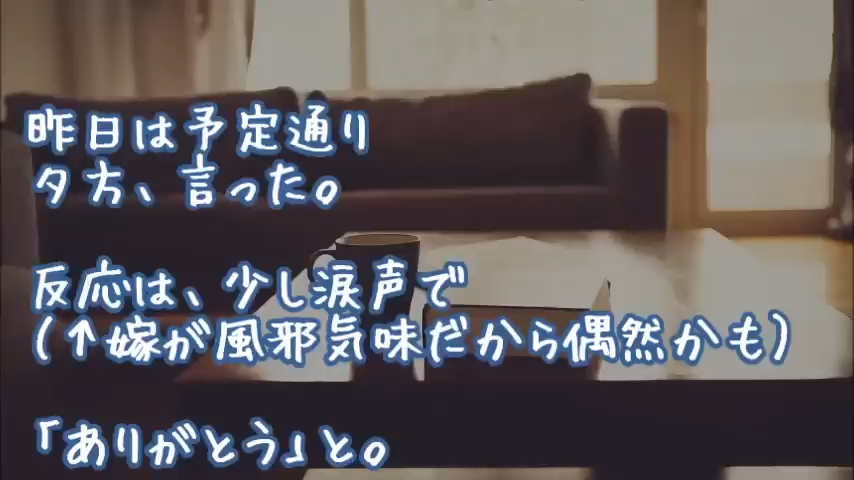 昨日は予定通り
夕方、言った。
反応は、少し涙声で
(↑嫁が風邪気味だから偶然かも)
「ありがとう」と。